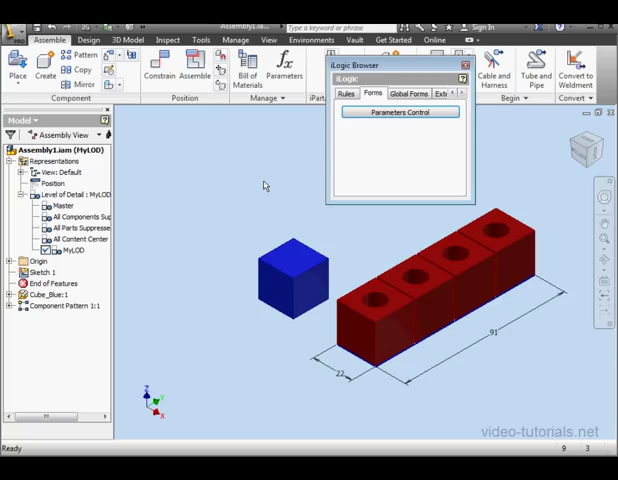 Assembly1.iam
Type a keyword or phrase
Sign In
PRO
Assemble Design 3D Model Sketch Inspect Tools Manage View Environments Vault Get Started Online
Place
Create
Pattern
Copy
Constrain
Assemble
Bill of Materials
Parameters
Cable and Harness
Tube and Pipe
Convert to Weldment
Component
Position
Manage
iPart,
Begin
Convert
iLogic Browser
iLogic
Rules Forms Global Forms
Parameters Control
Model
Assembly View
Assembly1.iam (MyLOD)
Representations
View: Default
Position
Level of Detail : MyLOD
Master
All Components Sup
All Parts Suppresse
All Content Center
MyLOD
Origin
Sketch 1
End of Features
Cube_Blue:1
Component Pattern 1:1
22
91
Z
Y
X
video-tutorials.net
Ready
9 3